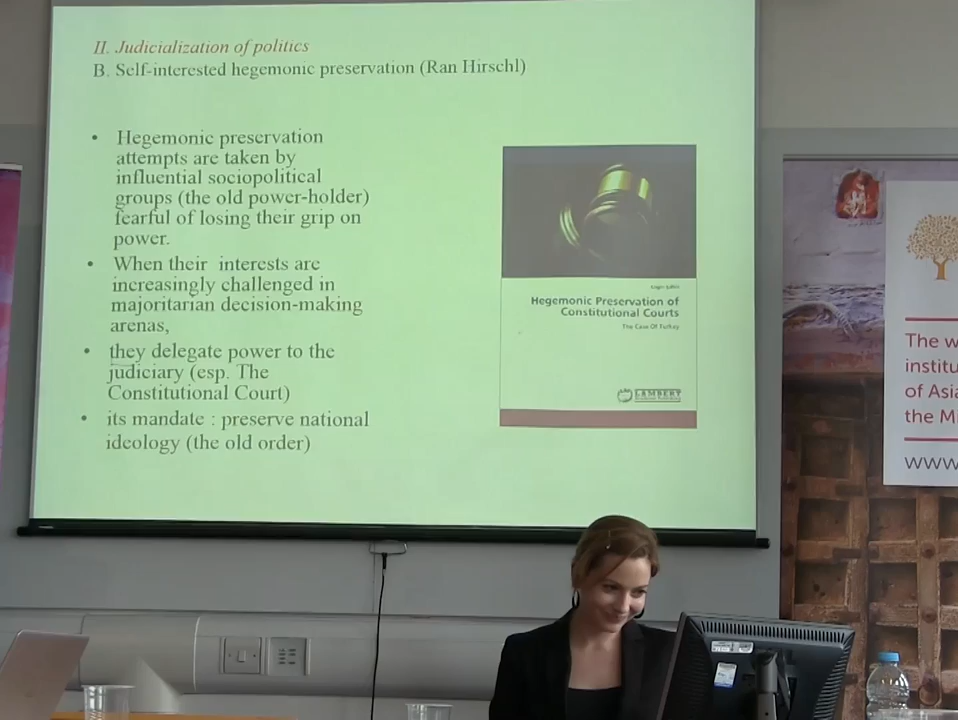 II. Judicialization of politics
B. Self-interested hegemonic preservation (Ran Hirschl)
• Hegemonic preservation
attempts are taken by
influential sociopolitical
groups (the old power-holder)
fearful of losing their grip on
power.
• When their interests are
increasingly challenged in
majoritarian decision-making
arenas,
• they delegate power to the
judiciary (esp. The
Constitutional Court)
• its mandate : preserve national
ideology (the old order)
Hegemonic Preservation of
Constitutional Courts
The Case Of Turkey
LAMBERT
The w
institu
of Asia
the Mi
www